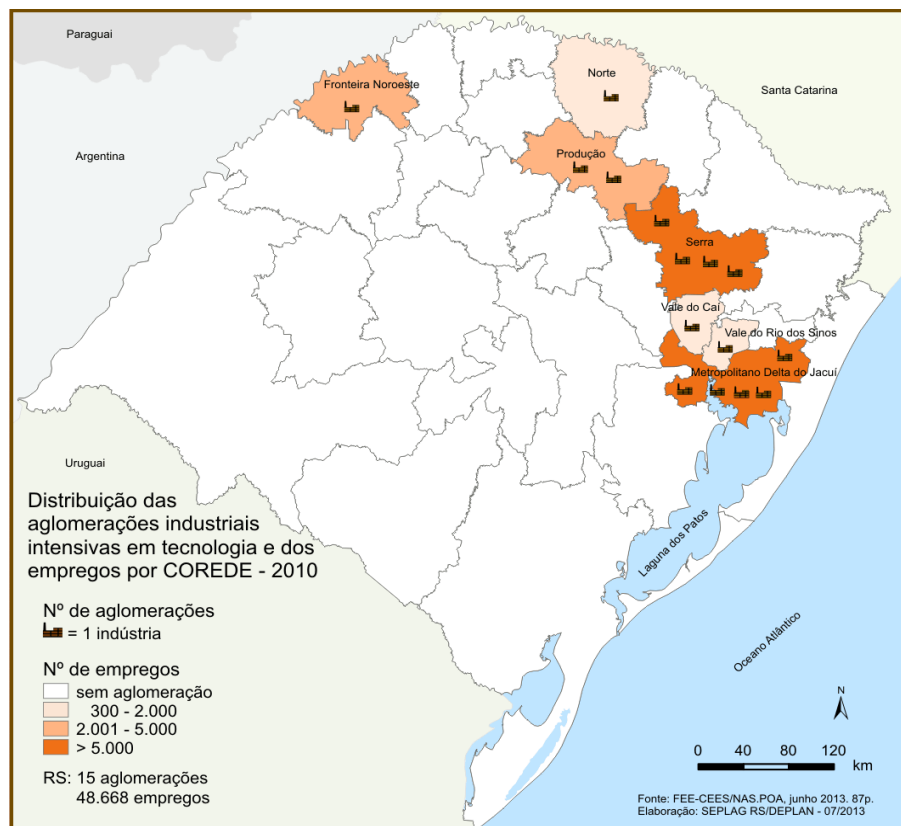 Paraguai
Fronteira Noroeste
Norte
Santa Catarina
Argentina
Produção
Serra
Vale do Caí
Vale do Rio dos Sinos
Metropolitano Delta do Jacuí
Uruguai
Laguna dos Patos
Oceano Atlântico
Distribuição das
aglomerações industriais
intensivas em tecnologia e dos
empregos por COREDE - 2010
Nº de aglomerações
= 1 indústria
Nº de empregos
sem aglomeração
300 - 2.000
2.001 - 5.000
> 5.000
RS: 15 aglomerações
48.668 empregos
N
0 40 80 120
km
Fonte: FEE-CEES/NAS.POA, junho 2013. 87p.
Elaboração: SEPLAG RS/DEPLAN - 07/2013